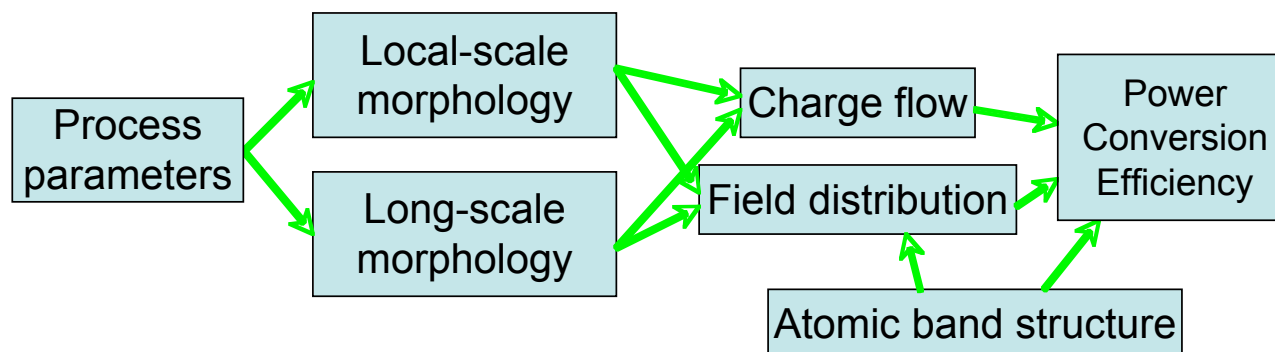 Process
parameters
Local-scale
morphology
Long-scale
morphology
Charge flow
Field distribution
Power
Conversion
Efficiency
Atomic band structure